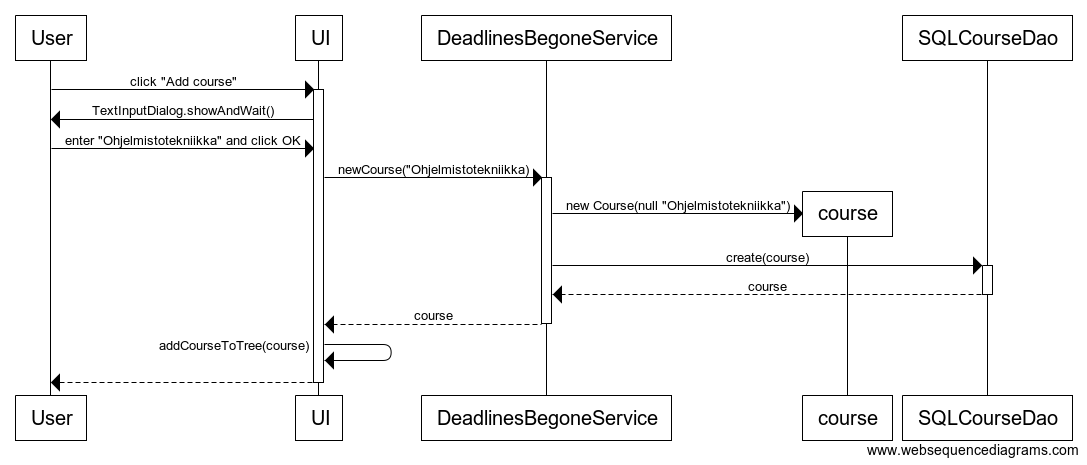 User UI DeadlinesBegoneService SQLCourseDao
click "Add course"
TextInputDialog.showAndWait()
enter "Ohjelmistotekniikka" and click OK
newCourse("Ohjelmistotekniikka)
new Course(null "Ohjelmistotekniikka")
course
create(course)
course
course
addCourseToTree(course)
User UI DeadlinesBegoneService course SQLCourseDao
www.websequencediagrams.com